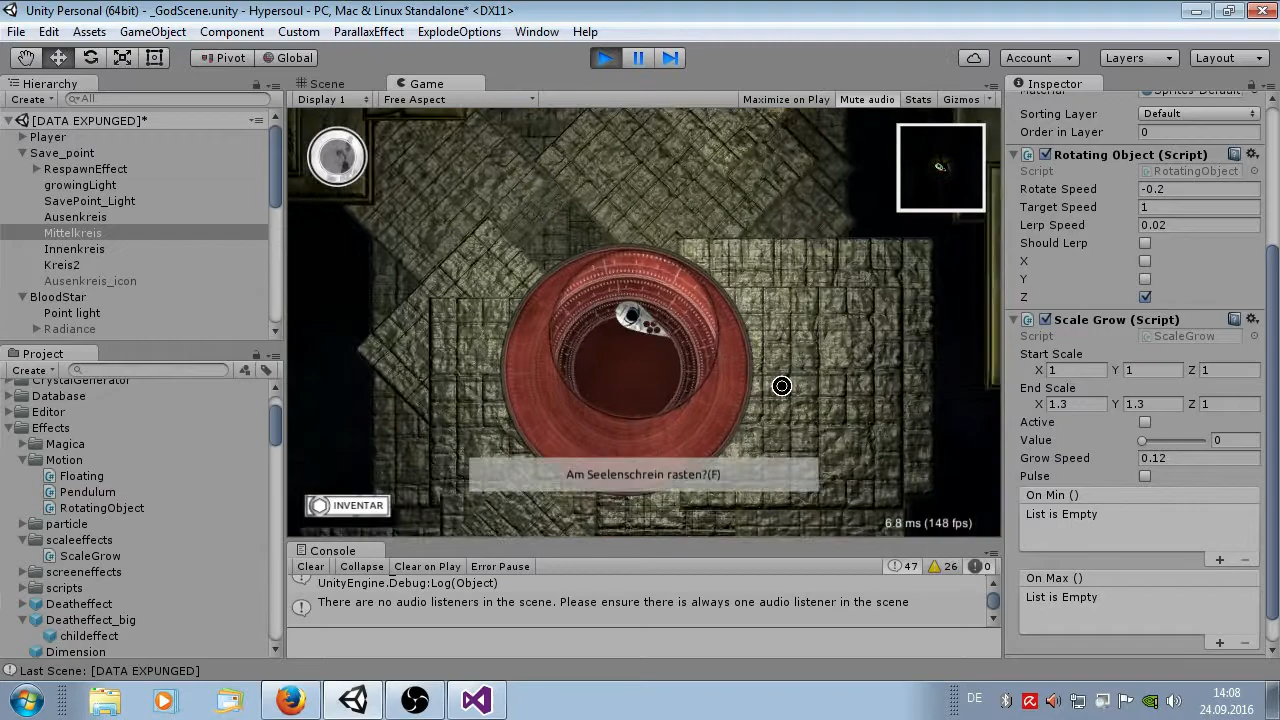 Unity Personal (64bit) - _GodScene.unity - Hypersoul - PC, Mac & Linux Standalone* <DX11>
File Edit Assets GameObject Component Custom ParallaxEffect ExplodeOptions Window Help
Pivot Global Account Layers Layout
Hierarchy
Create All
[DATA EXPUNGED]*
Player
Save_point
RespawnEffect
growingLight
SavePoint_Light
Ausenkreis
Mittelkreis
Innenkreis
Kreis2
Ausenkreis_icon
BloodStar
Point light
Radiance
Project
Create
CrystalGenerator
Database
Editor
Effects
Magica
Motion
Floating
Pendulum
RotatingObject
particle
scaleeffects
ScaleGrow
screeneffects
scripts
Deatheffect
Deatheffect_big
childeffect
Dimension
Scene Game
Display 1 Free Aspect Maximize on Play Mute audio Stats Gizmos
Am Seelenschrein rasten?(F)
INVENTAR
6.8 ms (148 fps)
Console
Clear Collapse Clear on Play Error Pause 47 26 0
UnityEngine.Debug:Log(Object)
There are no audio listeners in the scene. Please ensure there is always one audio listener in the scene
Inspector
Material Sprites-Default
Sorting Layer Default
Order in Layer 0
Rotating Object (Script)
Script RotatingObject
Rotate Speed -0.2
Target Speed 1
Lerp Speed 0.02
Should Lerp
X
Y
Z
Scale Grow (Script)
Script ScaleGrow
Start Scale
X 1 Y 1 Z 1
End Scale
X 1.3 Y 1.3 Z 1
Active
Value 0
Grow Speed 0.12
Pulse
On Min ()
List is Empty
On Max ()
List is Empty
Last Scene: [DATA EXPUNGED]
DE
14:08
24.09.2016